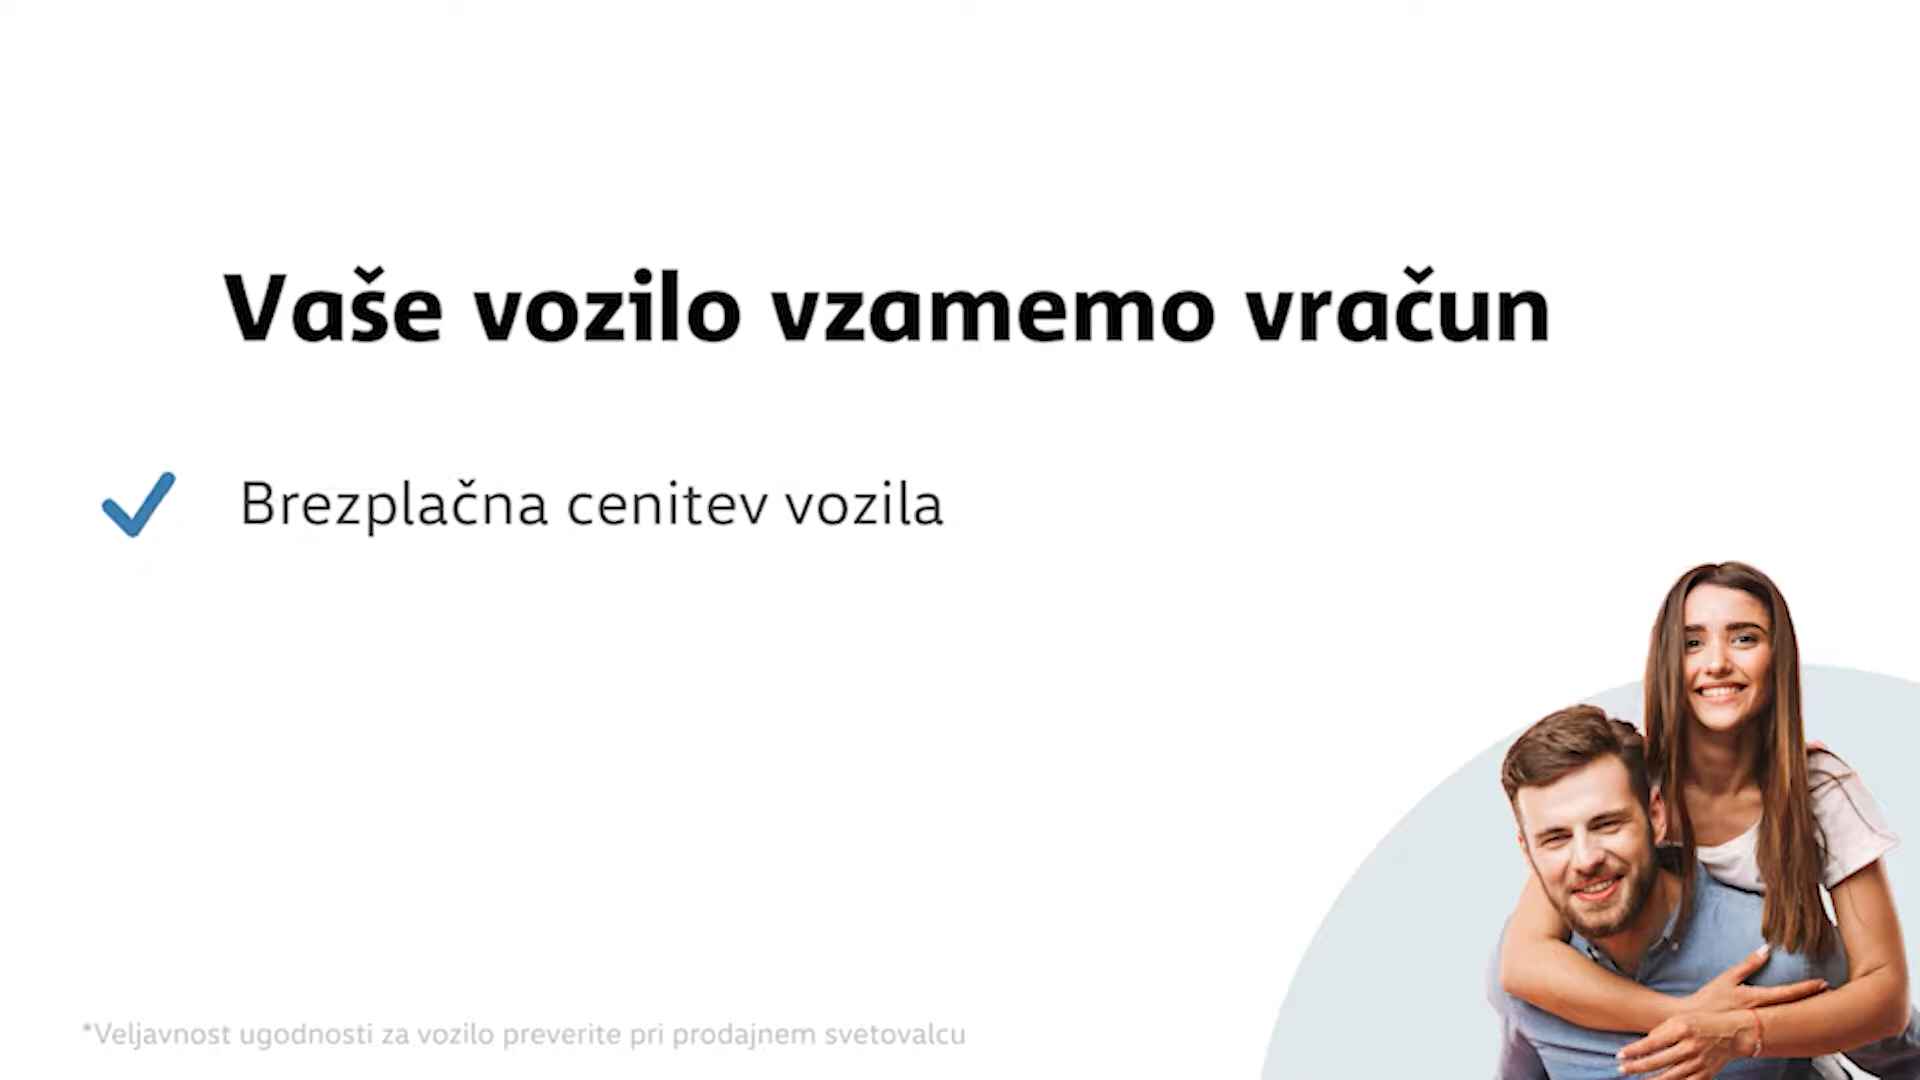 Vaše vozilo vzamemo vračun
Brezplačna cenitev vozila
*Veljavnost ugodnosti za vozilo preverite pri prodajnem svetovalcu